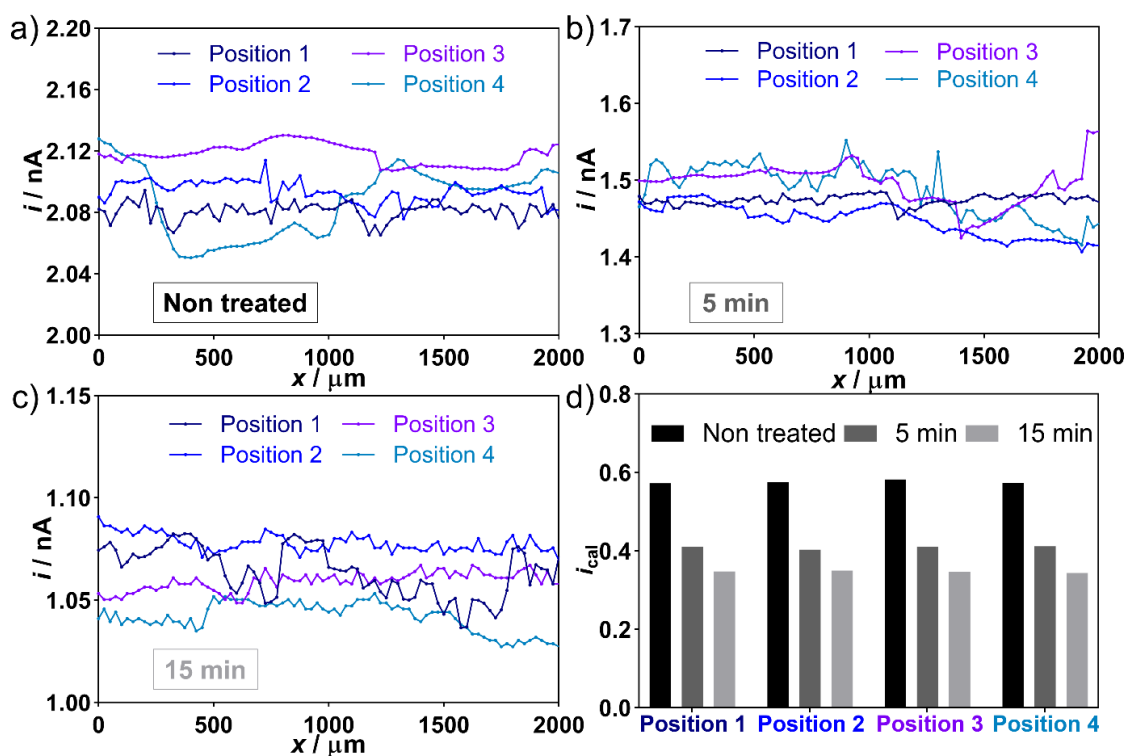 a)
2.20
2.16
2.12
2.08
2.04
2.00
i / nA
Position 1
Position 3
Position 2
Position 4
Non treated
0
500
1000
1500
2000
x / μm
b)
1.7
1.6
1.5
1.4
1.3
i / nA
Position 1
Position 3
Position 2
Position 4
5 min
0
500
1000
1500
2000
x / μm
c)
1.15
1.10
1.05
1.00
i / nA
Position 1
Position 3
Position 2
Position 4
15 min
0
500
1000
1500
2000
x / μm
d)
0.8
0.6
0.4
0.2
0.0
i cal
Non treated
5 min
15 min
Position 1
Position 2
Position 3
Position 4